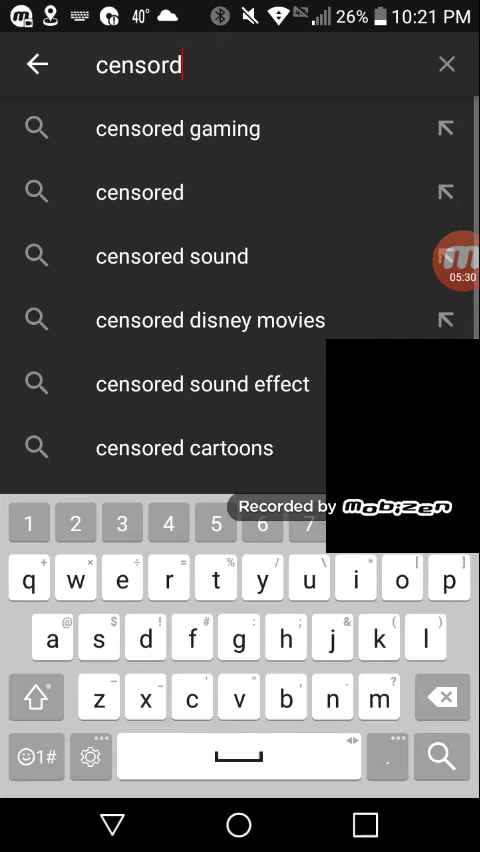 40° 26% 10:21 PM
censord
censored gaming
censored
censored sound
05:30
censored disney movies
censored sound effect
censored cartoons
Recorded by Mobizen
1 2 3 4 5 6 7
+ × ÷ = % / \ * [ ]
q w e r t y u i o p
@ $ ! # : ; & ( )
a s d f g h j k l
z x c v b n m ?
1# .